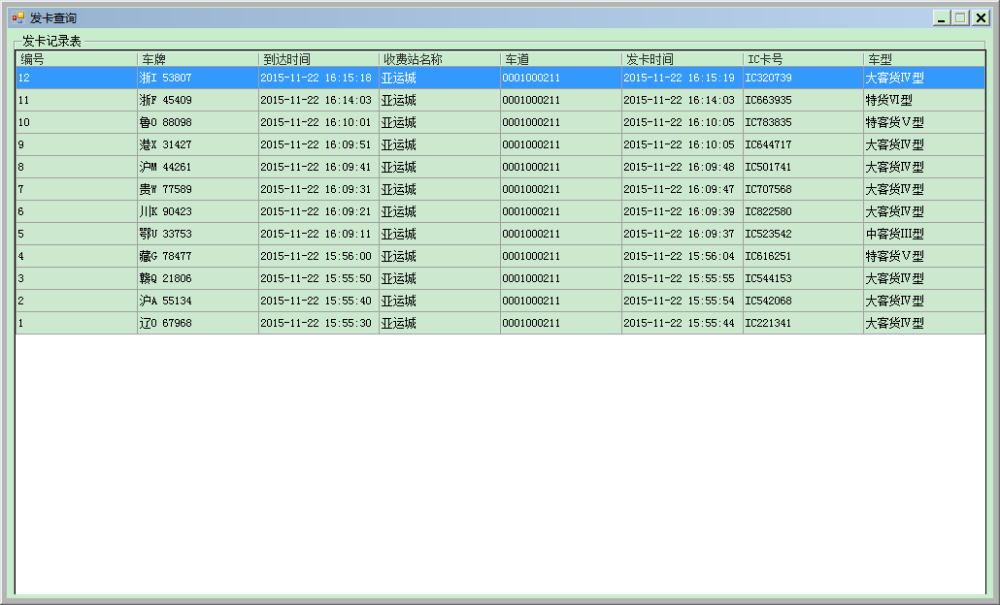 发卡查询
发卡记录表
编号 车牌 到达时间 收费站名称 车道 发卡时间 IC卡号 车型
12 浙I 53807 2015-11-22 16:15:18 亚运城 0001000211 2015-11-22 16:15:19 IC320739 大客货Ⅳ型
11 浙F 45409 2015-11-22 16:14:03 亚运城 0001000211 2015-11-22 16:14:03 IC663935 特货Ⅵ型
10 鲁O 88098 2015-11-22 16:10:01 亚运城 0001000211 2015-11-22 16:10:05 IC783835 特客货Ⅴ型
9 港X 31427 2015-11-22 16:09:51 亚运城 0001000211 2015-11-22 16:10:05 IC644717 大客货Ⅳ型
8 沪M 44261 2015-11-22 16:09:41 亚运城 0001000211 2015-11-22 16:09:48 IC501741 大客货Ⅳ型
7 贵W 77589 2015-11-22 16:09:31 亚运城 0001000211 2015-11-22 16:09:47 IC707568 大客货Ⅳ型
6 川K 90423 2015-11-22 16:09:21 亚运城 0001000211 2015-11-22 16:09:39 IC822580 大客货Ⅳ型
5 鄂U 33753 2015-11-22 16:09:11 亚运城 0001000211 2015-11-22 16:09:37 IC523542 中客货Ⅲ型
4 藏G 78477 2015-11-22 15:56:00 亚运城 0001000211 2015-11-22 15:56:04 IC616251 特客货Ⅴ型
3 赣Q 21806 2015-11-22 15:55:50 亚运城 0001000211 2015-11-22 15:55:55 IC544153 大客货Ⅳ型
2 沪A 55134 2015-11-22 15:55:40 亚运城 0001000211 2015-11-22 15:55:54 IC542068 大客货Ⅳ型
1 辽O 67968 2015-11-22 15:55:30 亚运城 0001000211 2015-11-22 15:55:44 IC221341 大客货Ⅳ型